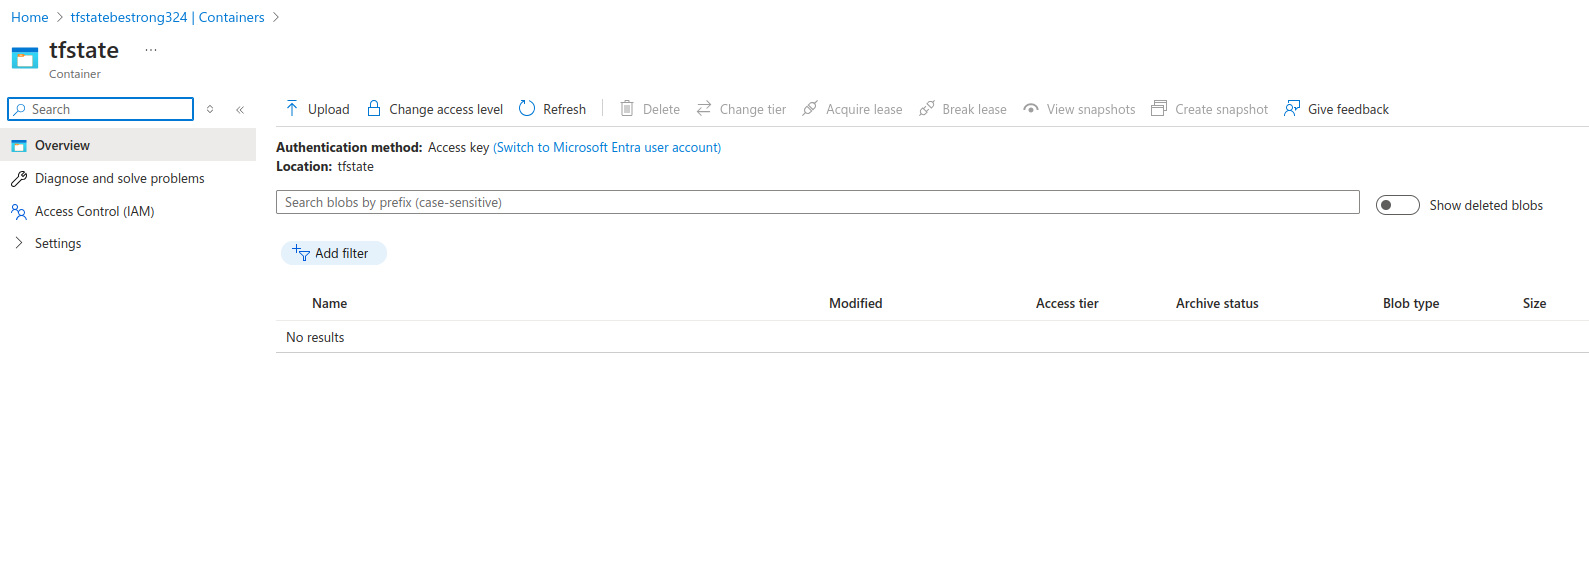 Home > tfstatebestrong324 | Containers >
tfstate ...
Container
Search
Overview
Diagnose and solve problems
Access Control (IAM)
Settings
Upload Change access level Refresh Delete Change tier Acquire lease Break lease View snapshots Create snapshot Give feedback
Authentication method: Access key (Switch to Microsoft Entra user account)
Location: tfstate
Search blobs by prefix (case-sensitive)
Show deleted blobs
Add filter
Name Modified Access tier Archive status Blob type Size
No results